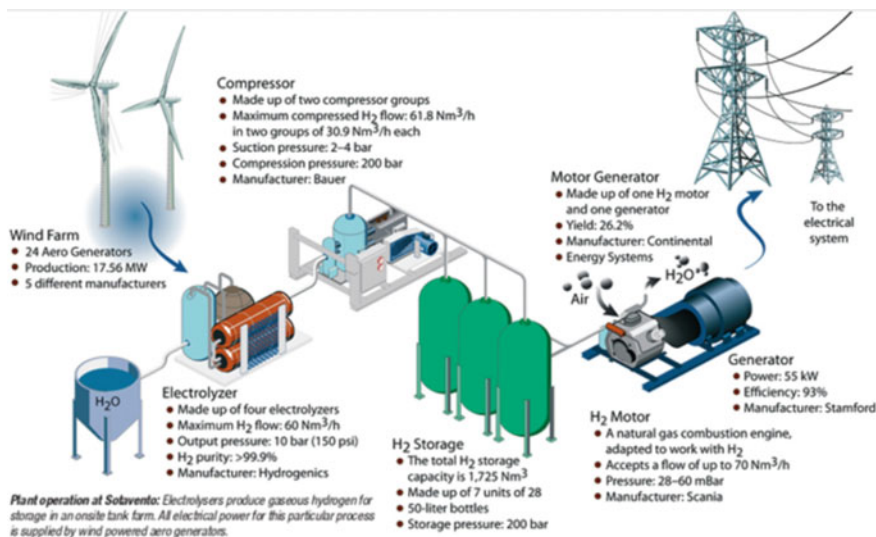 Compressor
• Made up of two compressor groups
• Maximum compressed H₂ flow: 61.8 Nm³/h
in two groups of 30.9 Nm³/h each
• Suction pressure: 2–4 bar
• Compression pressure: 200 bar
• Manufacturer: Bauer
Wind Farm
• 24 Aero Generators
• Production: 17.56 MW
• 5 different manufacturers
Motor Generator
• Made up of one H₂ motor
and one generator
• Yield: 26.2%
• Manufacturer: Continental
• Energy Systems
To the
electrical
system
Air
H₂O
H₂O
Electrolyzer
• Made up of four electrolyzers
• Maximum H₂ flow: 60 Nm³/h
• Output pressure: 10 bar (150 psi)
• H₂ purity: >99.9%
• Manufacturer: Hydrogenics
H₂ Storage
• The total H₂ storage
capacity is 1,725 Nm³
• Made up of 7 units of 28
• 50-liter bottles
• Storage pressure: 200 bar
Generator
• Power: 55 kW
• Efficiency: 93%
• Manufacturer: Stamford
H₂ Motor
• A natural gas combustion engine,
adapted to work with H₂
• Accepts a flow of up to 70 Nm³/h
• Pressure: 28–60 mBar
• Manufacturer: Scania
Plant operation at Sotavento: Electrolysers produce gaseous hydrogen for
storage in an onsite tank farm. All electrical power for this particular process
is supplied by wind powered aero generators.